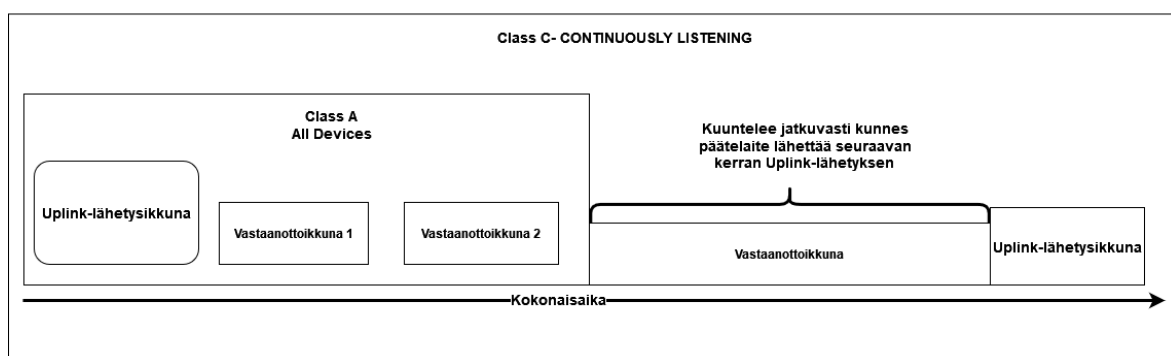 Class C- CONTINUOUSLY LISTENING
Class A
All Devices
Kuuntelee jatkuvasti kunnes
päätelaite lähettää seuraavan
kerran Uplink-lähetyksen
Uplink-lähetysikkuna
Vastaanottoikkuna 1
Vastaanottoikkuna 2
Vastaanottoikkuna
Uplink-lähetysikkuna
Kokonaisaika